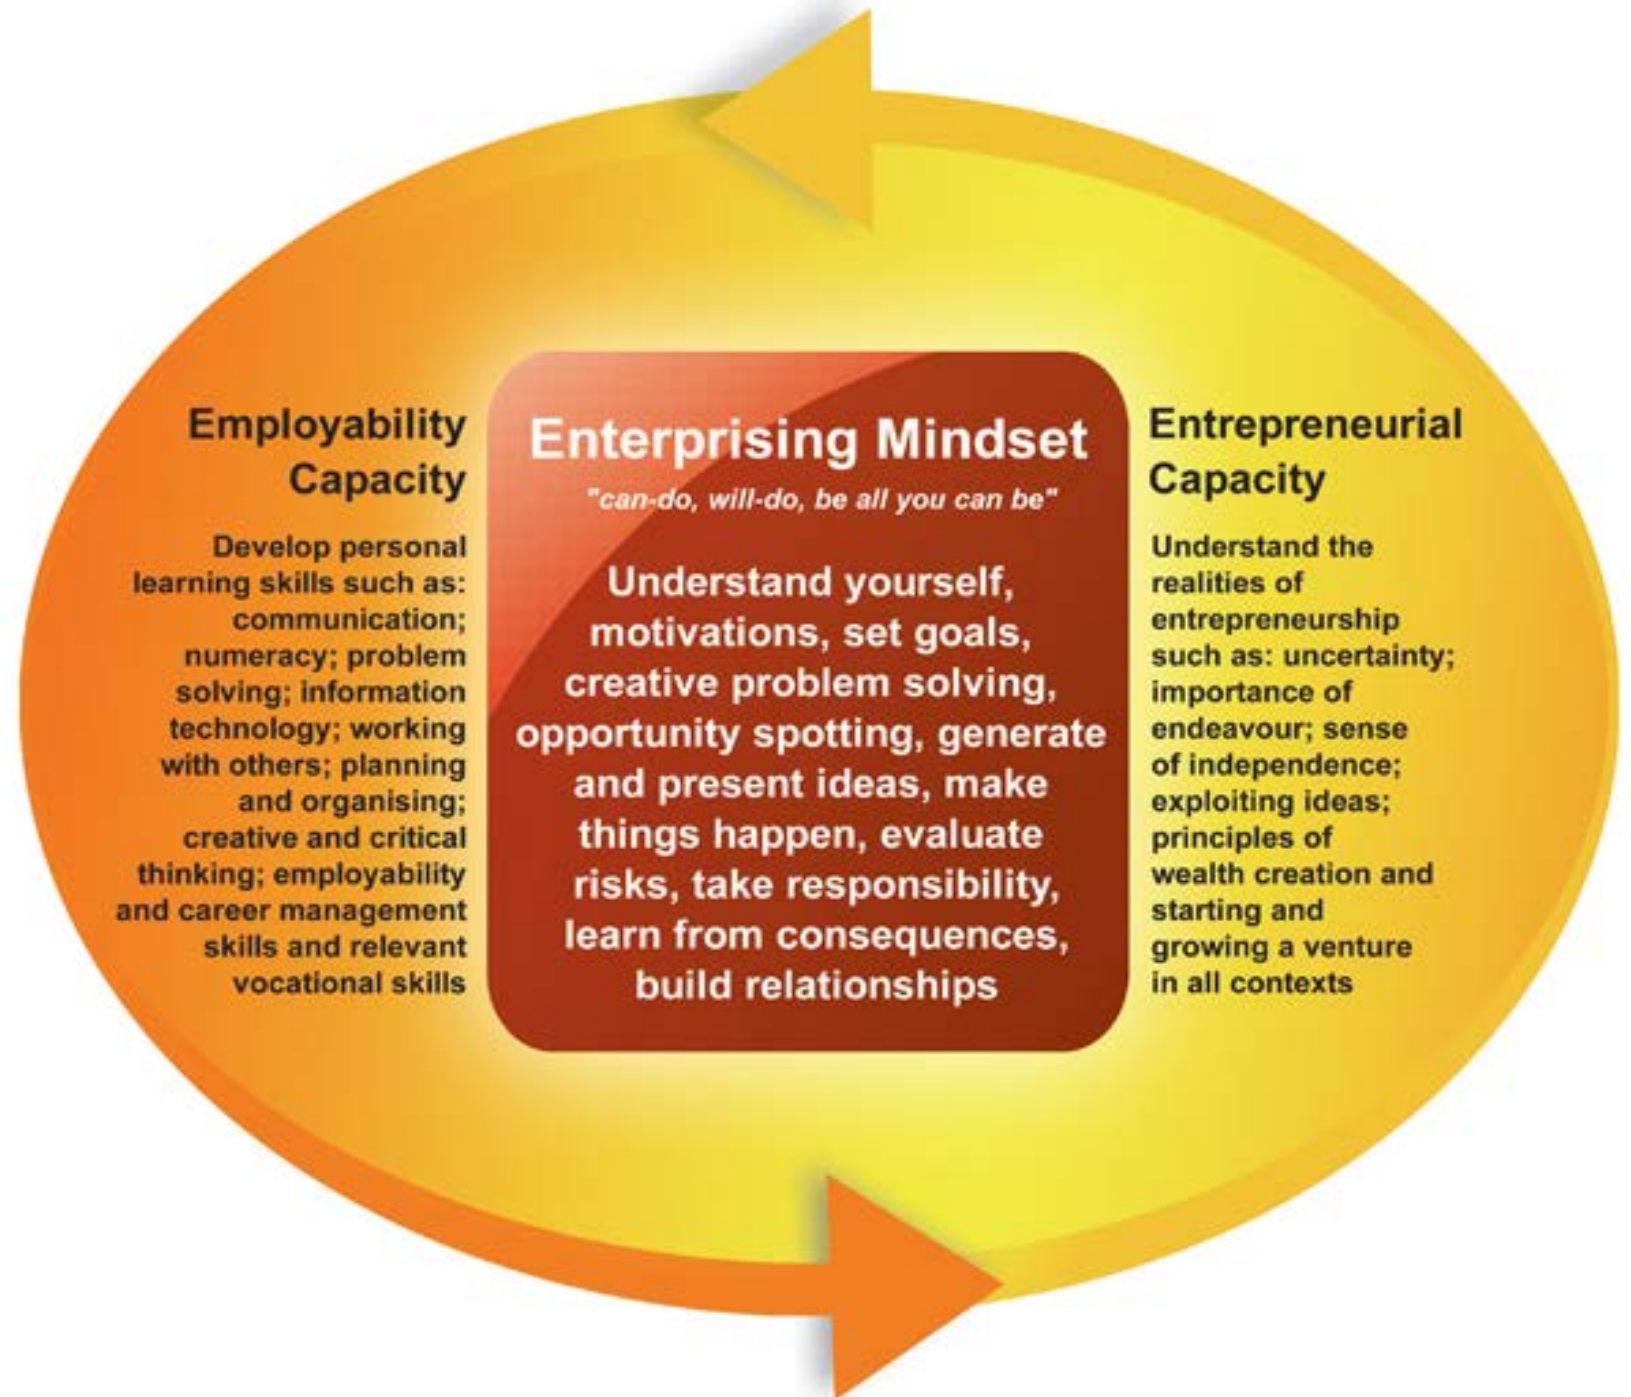 Employability
Capacity
Develop personal
learning skills such as:
communication;
numeracy; problem
solving; information
technology; working
with others; planning
and organising;
creative and critical
thinking; employability
and career management
skills and relevant
vocational skills
Enterprising Mindset
"can-do, will-do, be all you can be"
Understand yourself,
motivations, set goals,
creative problem solving,
opportunity spotting, generate
and present ideas, make
things happen, evaluate
risks, take responsibility,
learn from consequences,
build relationships
Entrepreneurial
Capacity
Understand the
realities of
entrepreneurship
such as: uncertainty;
importance of
endeavour; sense
of independence;
exploiting ideas;
principles of
wealth creation and
starting and
growing a venture
in all contexts